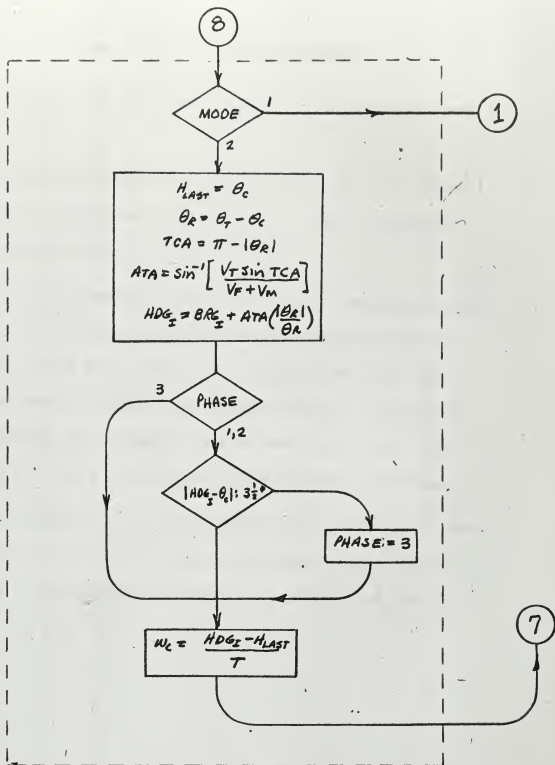 8
MODE
1
1
2
H_LAST = θ_C
θ_R = θ_T - θ_C
TCA = π - |θ_R|
ATA = sin⁻¹ [ V_T sin TCA / V_F + V_M ]
HDG_I = BRG_I + ATA( |θ_R| / θ_R )
3
PHASE
1,2
|HDG_I - θ_C| : 3½°
PHASE = 3
7
W_C = HDG_I - H_LAST / T